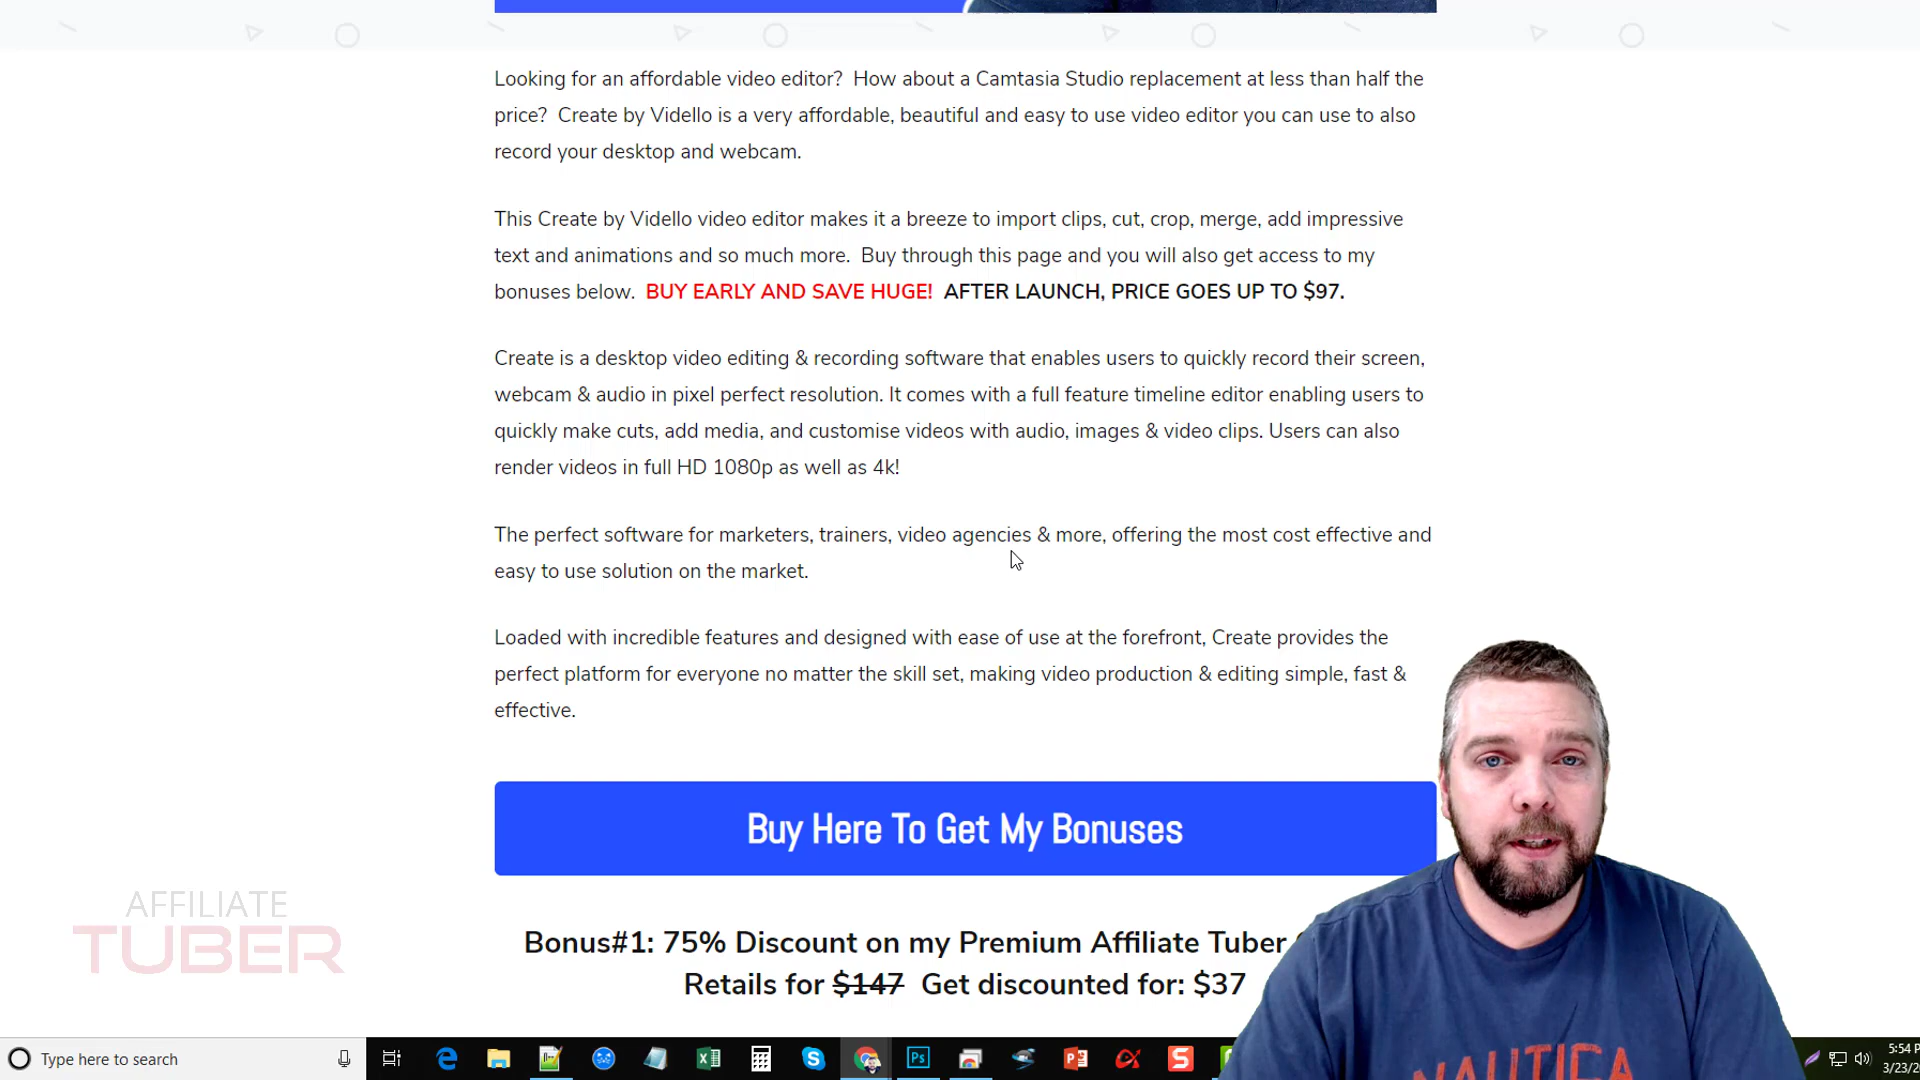 Looking for an affordable video editor?  How about a Camtasia Studio replacement at less than half the
price?  Create by Vidello is a very affordable, beautiful and easy to use video editor you can use to also
record your desktop and webcam.
This Create by Vidello video editor makes it a breeze to import clips, cut, crop, merge, add impressive
text and animations and so much more.  Buy through this page and you will also get access to my
bonuses below.  BUY EARLY AND SAVE HUGE!  AFTER LAUNCH, PRICE GOES UP TO $97.
Create is a desktop video editing & recording software that enables users to quickly record their screen,
webcam & audio in pixel perfect resolution. It comes with a full feature timeline editor enabling users to
quickly make cuts, add media, and customise videos with audio, images & video clips. Users can also
render videos in full HD 1080p as well as 4k!
The perfect software for marketers, trainers, video agencies & more, offering the most cost effective and
easy to use solution on the market.
Loaded with incredible features and designed with ease of use at the forefront, Create provides the
perfect platform for everyone no matter the skill set, making video production & editing simple, fast &
effective.
Buy Here To Get My Bonuses
AFFILIATE
TUBER
Bonus#1: 75% Discount on my Premium Affiliate Tuber
Retails for $147  Get discounted for: $37
NAUTICA
Type here to search
Ps
5:54 P
3/23/2